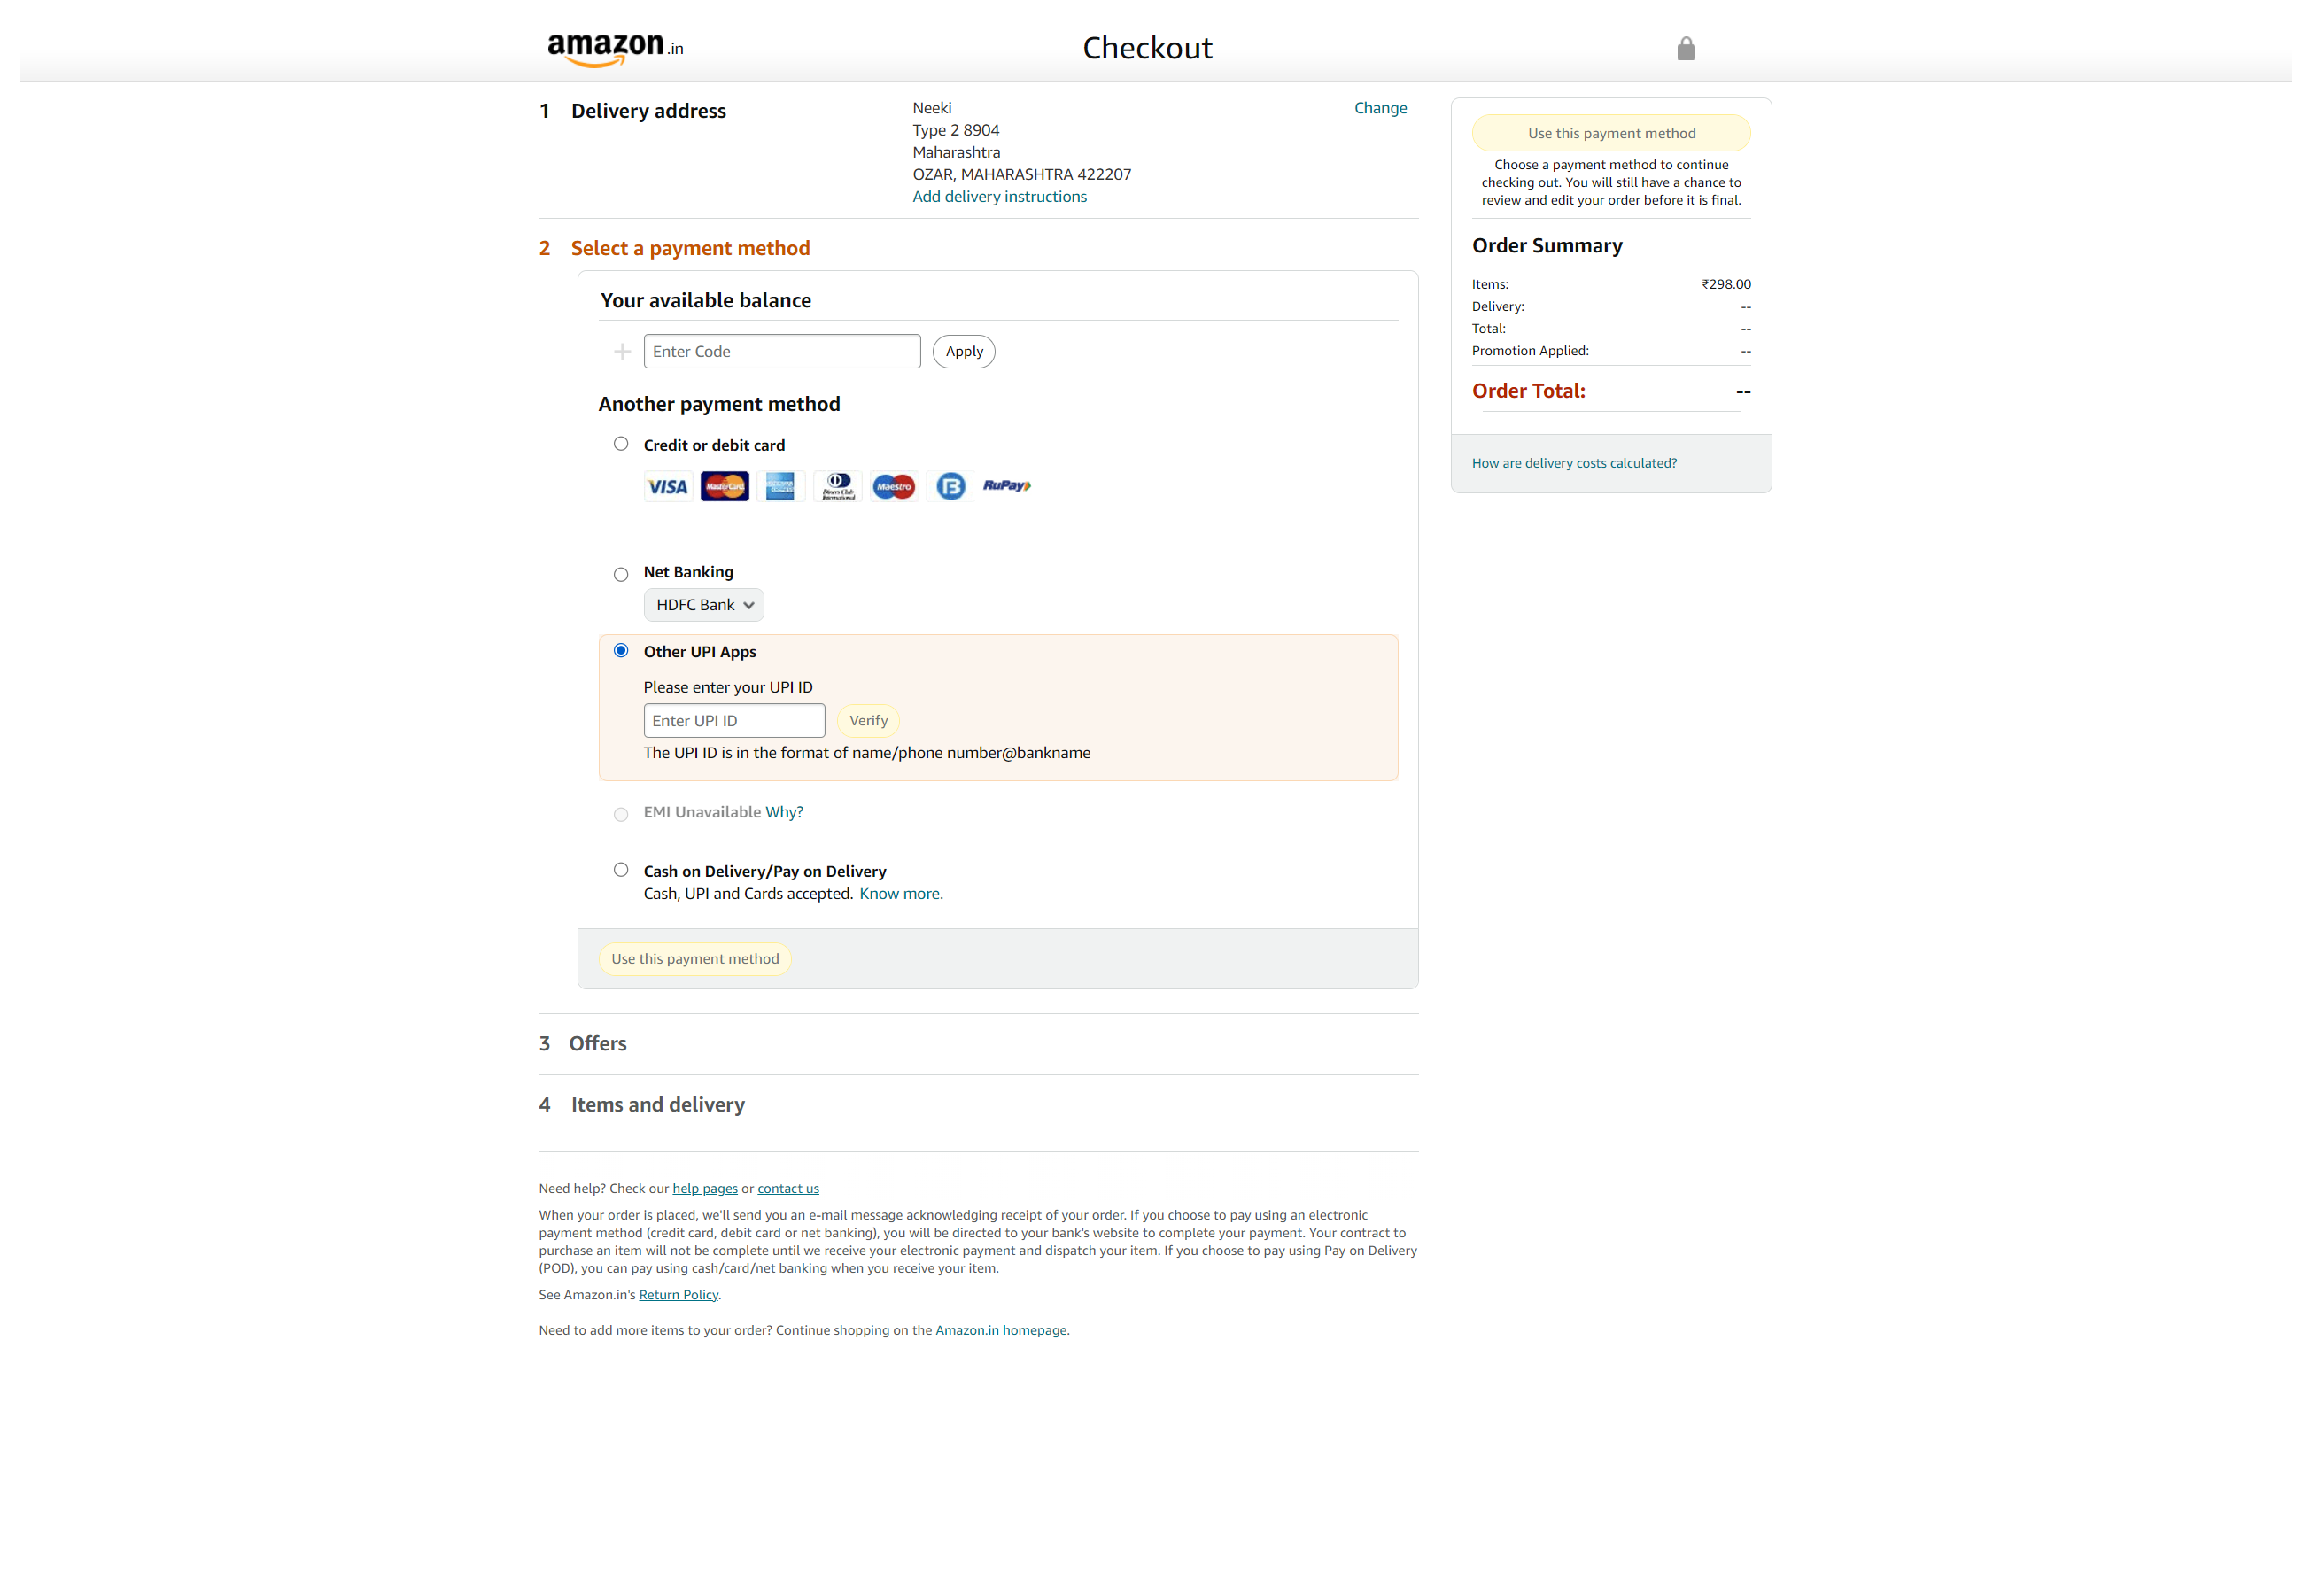 amazon.in
Checkout
1 Delivery address
Neeki
Type 2 8904
Maharashtra
OZAR, MAHARASHTRA 422207
Add delivery instructions
Change
2 Select a payment method
Your available balance
Enter Code
Apply
Another payment method
Credit or debit card
VISA MasterCard AMERICAN EXPRESS Diners Club International Maestro B RuPay
Net Banking
HDFC Bank
Other UPI Apps
Please enter your UPI ID
Enter UPI ID
Verify
The UPI ID is in the format of name/phone number@bankname
EMI Unavailable Why?
Cash on Delivery/Pay on Delivery
Cash, UPI and Cards accepted. Know more.
Use this payment method
3 Offers
4 Items and delivery
Need help? Check our help pages or contact us
When your order is placed, we'll send you an e-mail message acknowledging receipt of your order. If you choose to pay using an electronic
payment method (credit card, debit card or net banking), you will be directed to your bank's website to complete your payment. Your contract to
purchase an item will not be complete until we receive your electronic payment and dispatch your item. If you choose to pay using Pay on Delivery
(POD), you can pay using cash/card/net banking when you receive your item.
See Amazon.in's Return Policy.
Need to add more items to your order? Continue shopping on the Amazon.in homepage.
Use this payment method
Choose a payment method to continue
checking out. You will still have a chance to
review and edit your order before it is final.
Order Summary
Items: ₹298.00
Delivery: --
Total: --
Promotion Applied: --
Order Total: --
How are delivery costs calculated?